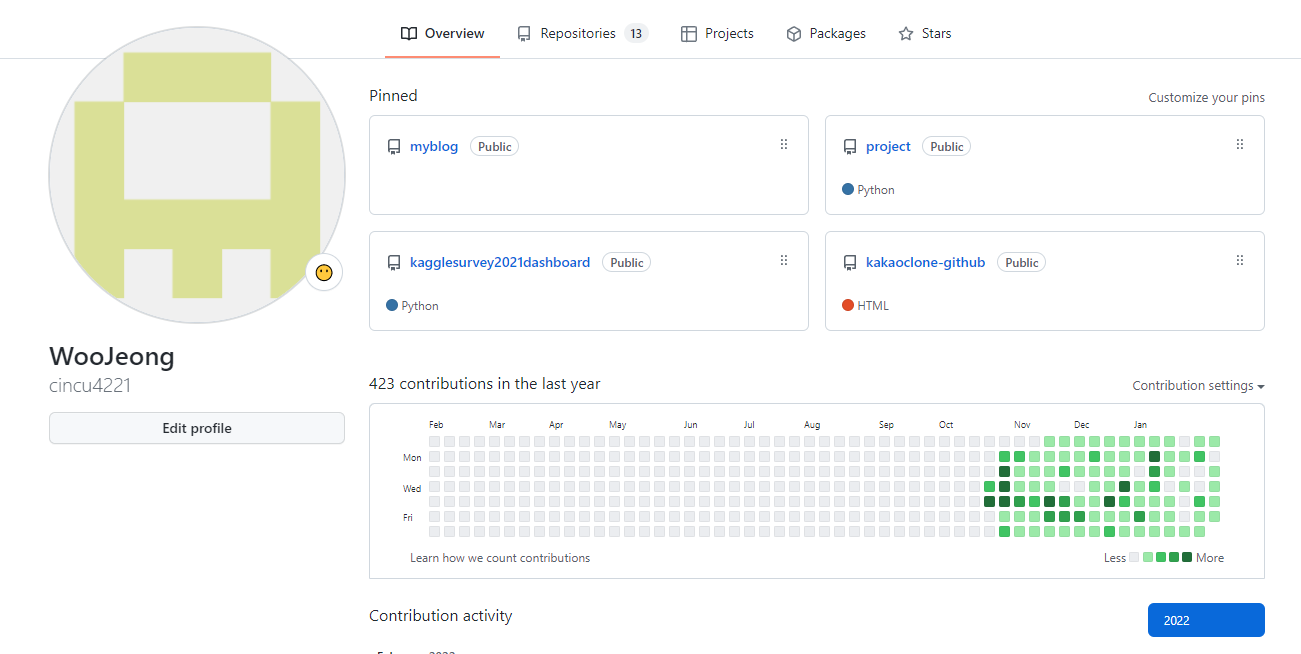 Overview Repositories 13 Projects Packages Stars
Pinned Customize your pins
myblog Public
project Public
Python
kagglesurvey2021dashboard Public
Python
kakaoclone-github Public
HTML
WooJeong
cincu4221
Edit profile
423 contributions in the last year Contribution settings
Feb Mar Apr May Jun Jul Aug Sep Oct Nov Dec Jan
Mon
Wed
Fri
Learn how we count contributions Less More
Contribution activity 2022